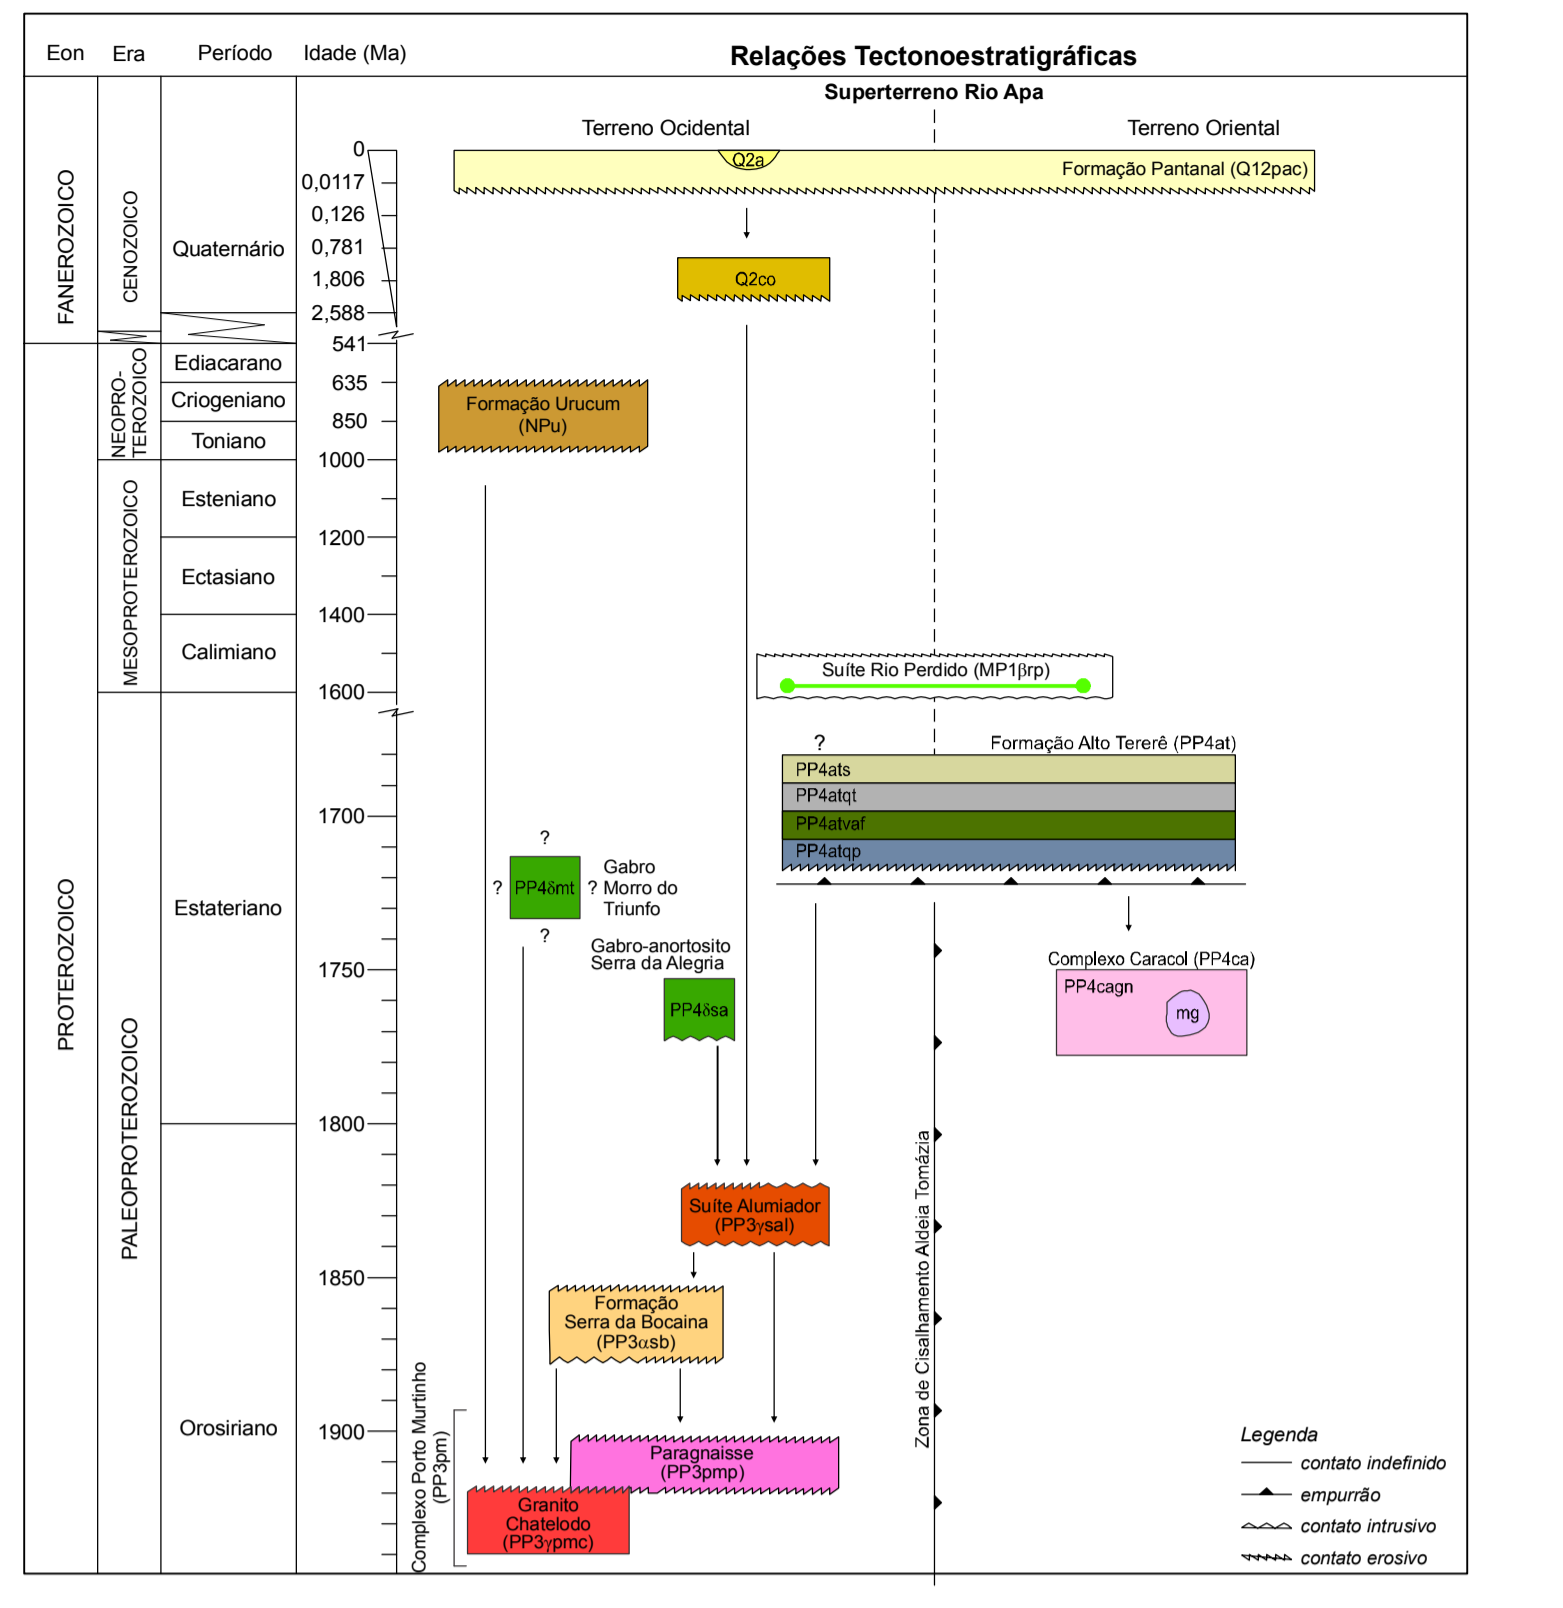 Eon
Era
Período
Idade (Ma)
Relações Tectonoestratigráficas
Superterreno Rio Apa
Terreno Ocidental
Terreno Oriental
FANEROZOICO
PROTEROZOICO
CENOZOICO
NEOPRO-
TEROZOICO
MESOPROTEROZOICO
PALEOPROTEROZOICO
Quaternário
Ediacarano
Criogeniano
Toniano
Esteniano
Ectasiano
Calimiano
Estateriano
Orosiriano
0
0,0117
0,126
0,781
1,806
2,588
541
635
850
1000
1200
1400
1600
1700
1750
1800
1850
1900
Q2a
Formação Pantanal (Q12pac)
Q2co
Formação Urucum
(NPu)
Suíte Rio Perdido (MP1βrp)
?
Formação Alto Tererê (PP4at)
PP4ats
PP4atqt
PP4atvaf
PP4atqp
?
?
PP4δmt
?
?
Gabro
Morro do
Triunfo
Gabro-anortosito
Serra da Alegria
PP4δsa
Complexo Caracol (PP4ca)
PP4cagn
mg
Suíte Alumiador
(PP3γsal)
Formação
Serra da Bocaina
(PP3αsb)
Paragnaisse
(PP3pmp)
Granito
Chatelodo
(PP3γpmc)
Complexo Porto Murtinho
(PP3pm)
Zona de Cisalhamento Aldeia Tomázia
Legenda
contato indefinido
empurrão
contato intrusivo
contato erosivo